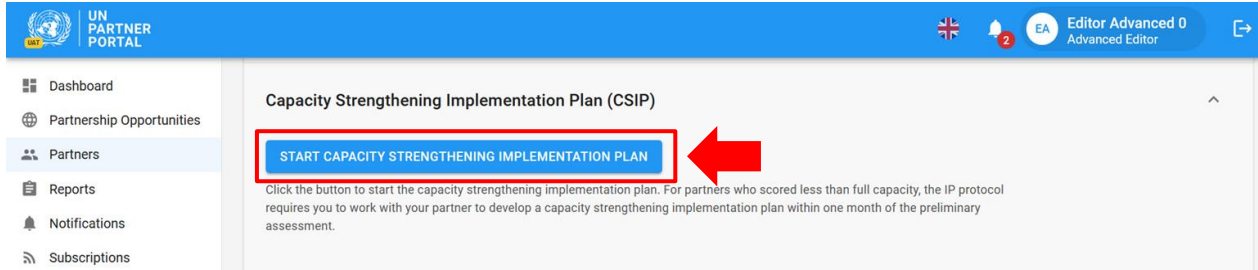 UN
PARTNER
PORTAL
UAT
2
EA
Editor Advanced 0
Advanced Editor
Dashboard
Partnership Opportunities
Partners
Reports
Notifications
Subscriptions
Capacity Strengthening Implementation Plan (CSIP)
START CAPACITY STRENGTHENING IMPLEMENTATION PLAN
Click the button to start the capacity strengthening implementation plan. For partners who scored less than full capacity, the IP protocol
requires you to work with your partner to develop a capacity strengthening implementation plan within one month of the preliminary
assessment.